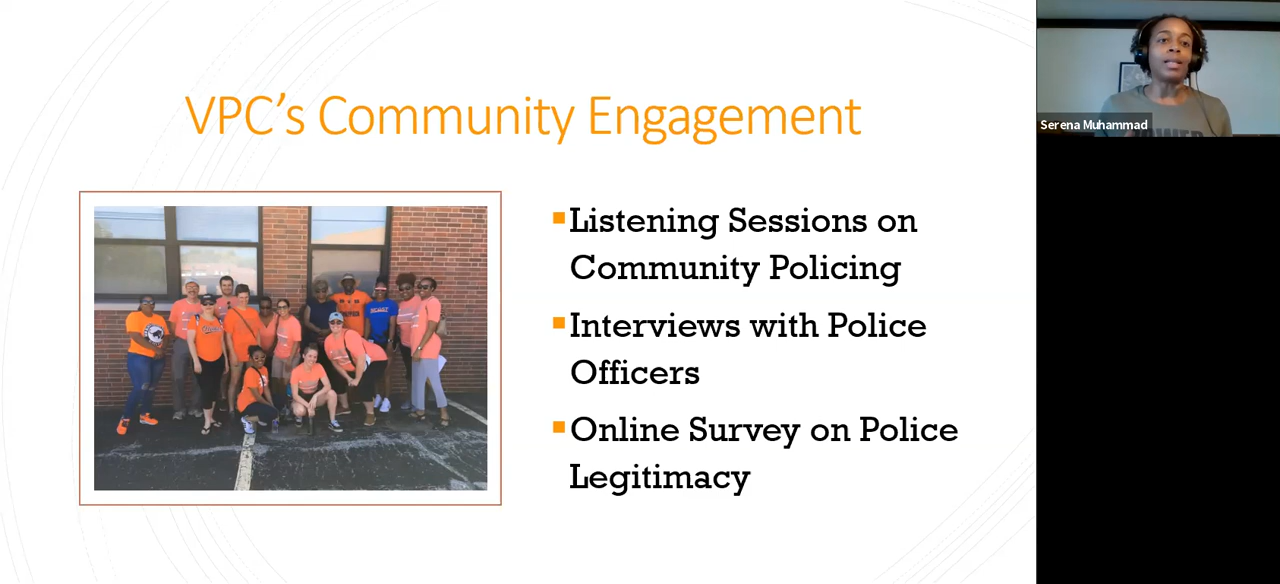 VPC's Community Engagement
Listening Sessions on
Community Policing
Interviews with Police
Officers
Online Survey on Police
Legitimacy
Serena Muhammad